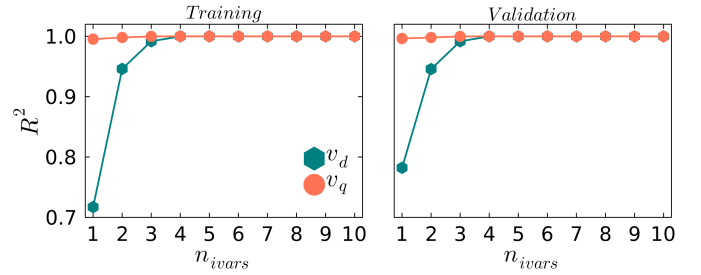 Training
Validation
R²
1.0
0.9
0.8
0.7
v_d
v_q
1 2 3 4 5 6 7 8 9 10
1 2 3 4 5 6 7 8 9 10
n_ivars
n_ivars